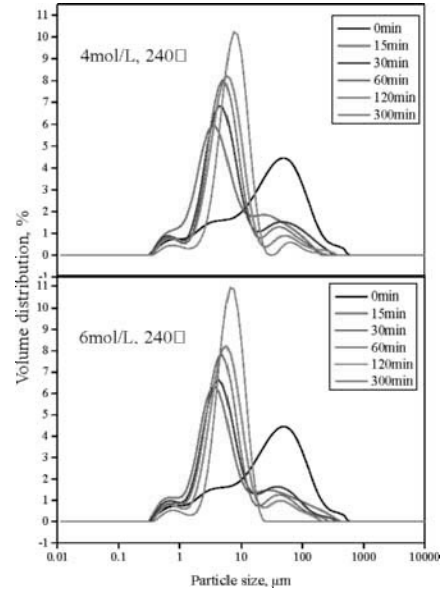 11
10
9
8
7
6
5
4
3
2
1
0
-1
4mol/L, 240□
0min
15min
30min
60min
120min
300min
Volume distribution, %
11
10
9
8
7
6
5
4
3
2
1
0
-1
6mol/L, 240□
0min
15min
30min
60min
120min
300min
0.01 0.1 1 10 100 1000 10000
Particle size, μm